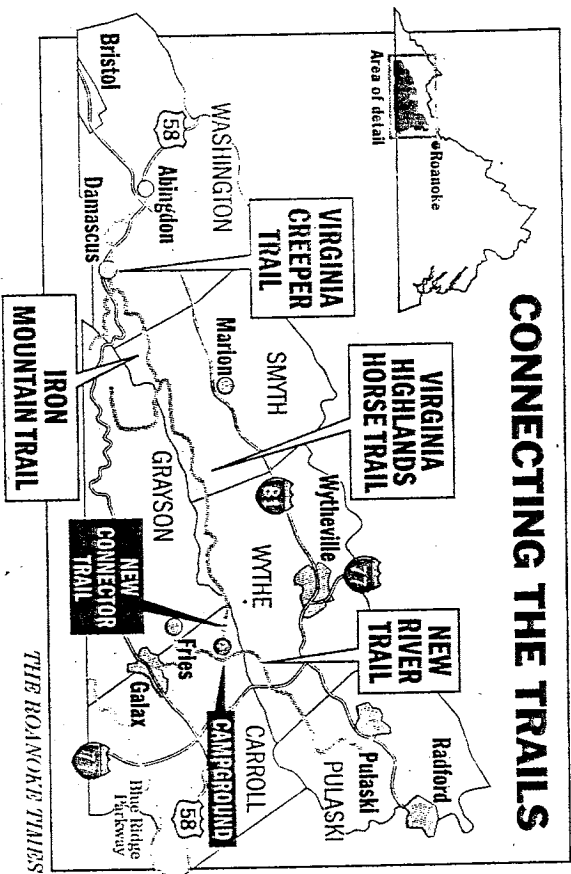 CONNECTING THE TRAILS
Roanoke
Area of detail
VIRGINIA
CREEPER
TRAIL
VIRGINIA
HIGHLANDS
HORSE TRAIL
NEW
RIVER
TRAIL
Radford
Pulaski
PULASKI
Wytheville
77
81
SMYTH
WYTHE
Marion
WASHINGTON
58
Abingdon
Bristol
Damascus
GRAYSON
CARROLL
IRON
MOUNTAIN TRAIL
NEW
CONNECTOR
TRAIL
Fries
Galax
CAMPGROUND
77
58
Blue Ridge
Parkway
THE ROANOKE TIMES